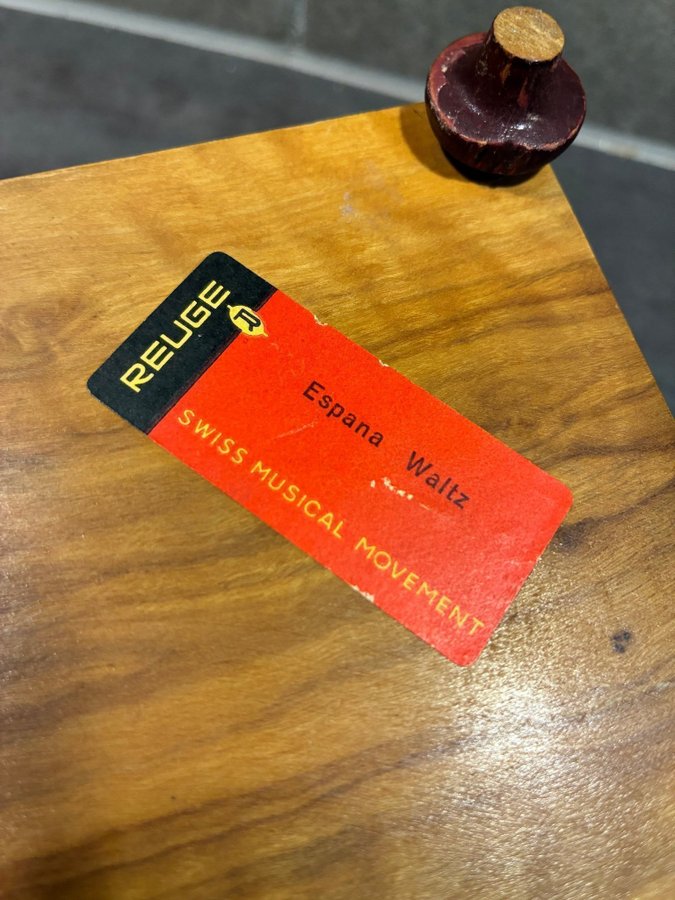 REUGE
R
Espana Waltz
SWISS MUSICAL MOVEMENT